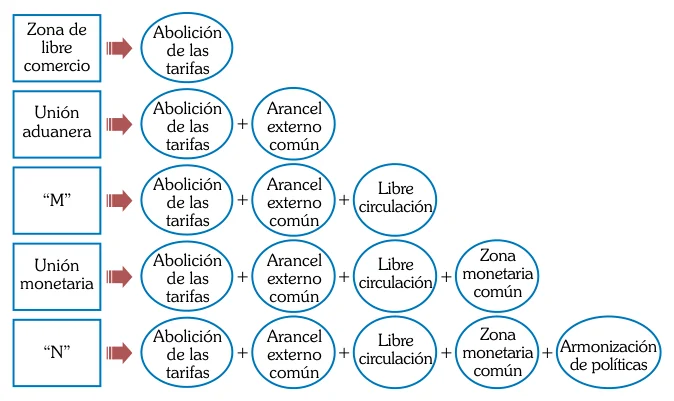 Zona de
libre
comercio
Abolición
de las
tarifas
Unión
aduanera
Abolición
de las
tarifas
+
Arancel
externo
común
“M”
Abolición
de las
tarifas
+
Arancel
externo
común
+
Libre
circulación
Unión
monetaria
Abolición
de las
tarifas
+
Arancel
externo
común
+
Libre
circulación
+
Zona
monetaria
común
“N”
Abolición
de las
tarifas
+
Arancel
externo
común
+
Libre
circulación
+
Zona
monetaria
común
+
Armonización
de políticas